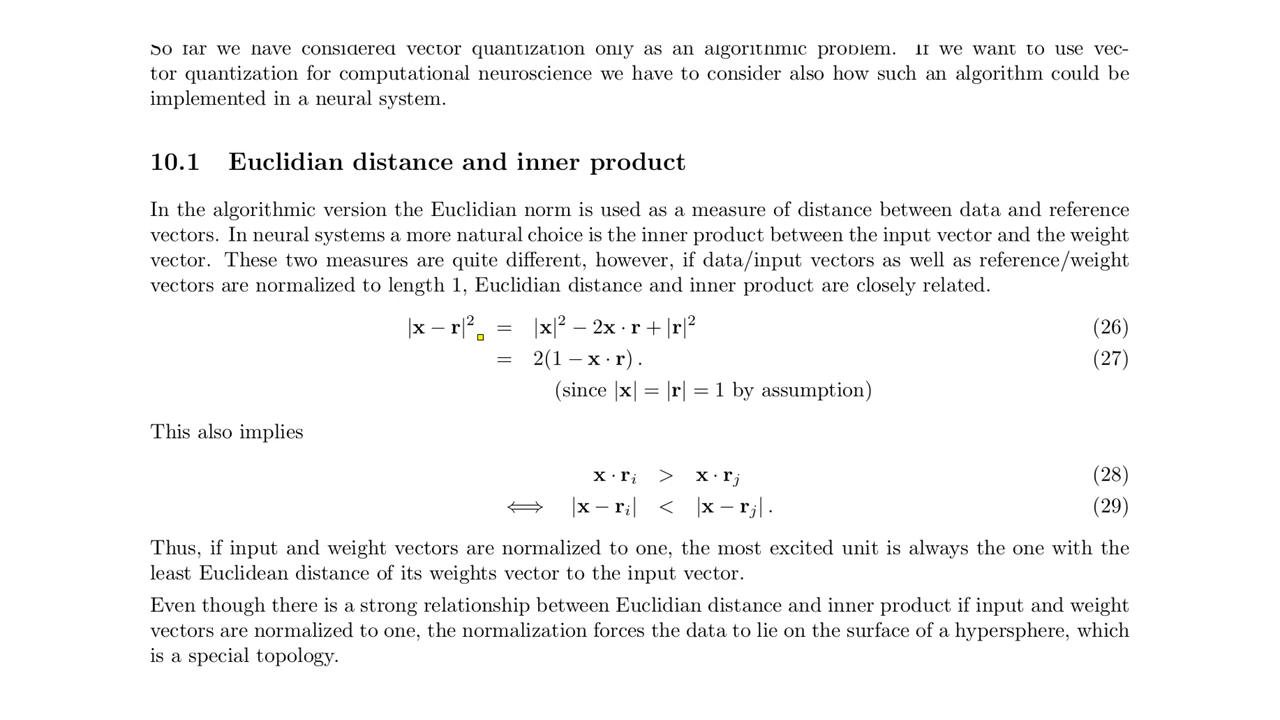 So far we have considered vector quantization only as an algorithmic problem. If we want to use vec-
tor quantization for computational neuroscience we have to consider also how such an algorithm could be
implemented in a neural system.
10.1 Euclidian distance and inner product
In the algorithmic version the Euclidian norm is used as a measure of distance between data and reference
vectors. In neural systems a more natural choice is the inner product between the input vector and the weight
vector. These two measures are quite different, however, if data/input vectors as well as reference/weight
vectors are normalized to length 1, Euclidian distance and inner product are closely related.
|x − r|² = |x|² − 2x · r + |r|² (26)
= 2(1 − x · r) . (27)
(since |x| = |r| = 1 by assumption)
This also implies
x · rᵢ > x · rⱼ (28)
⟺ |x − rᵢ| < |x − rⱼ| . (29)
Thus, if input and weight vectors are normalized to one, the most excited unit is always the one with the
least Euclidean distance of its weights vector to the input vector.
Even though there is a strong relationship between Euclidian distance and inner product if input and weight
vectors are normalized to one, the normalization forces the data to lie on the surface of a hypersphere, which
is a special topology.